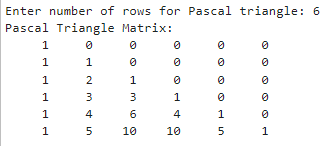 Enter number of rows for Pascal triangle: 6
Pascal Triangle Matrix:
1 0 0 0 0 0
1 1 0 0 0 0
1 2 1 0 0 0
1 3 3 1 0 0
1 4 6 4 1 0
1 5 10 10 5 1